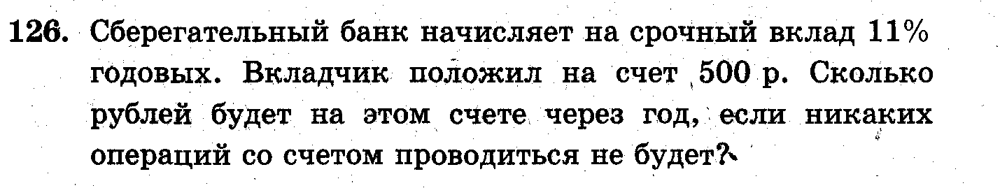 126. Сберегательный банк начисляет на срочный вклад 11%
годовых. Вкладчик положил на счет 500 р. Сколько
рублей будет на этом счете через год, если никаких
операций со счетом проводиться не будет?